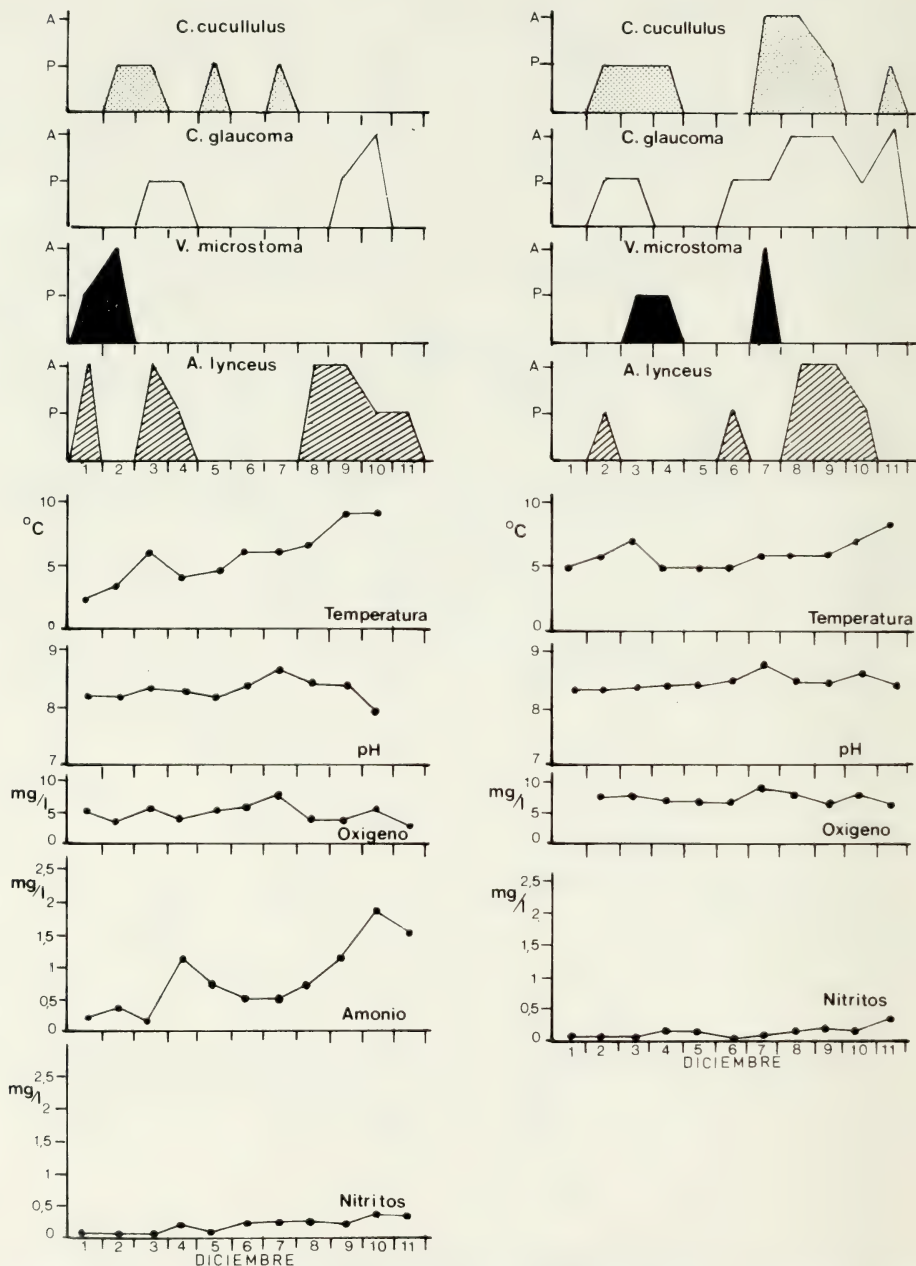 C. cucullulus
A
P
C. glaucoma
A
P
V. microstoma
A
P
A. lynceus
A
P
1 2 3 4 5 6 7 8 9 10 11
10
°C
5
0
Temperatura
9
8
7
pH
10
mg/l
5
0
Oxigeno
2,5
mg/l
2
1,5
1
0,5
0
Amonio
2,5
mg/l
2
1,5
1
0,5
0
Nitritos
1 2 3 4 5 6 7 8 9 10 11
DICIEMBRE
C. cucullulus
A
P
C. glaucoma
A
P
V. microstoma
A
P
A. lynceus
A
P
1 2 3 4 5 6 7 8 9 10 11
10
°C
5
0
Temperatura
9
8
7
pH
10
mg/l
5
0
Oxigeno
2,5
mg/l
2
1,5
1
0,5
0
Nitritos
1 2 3 4 5 6 7 8 9 10 11
DICIEMBRE